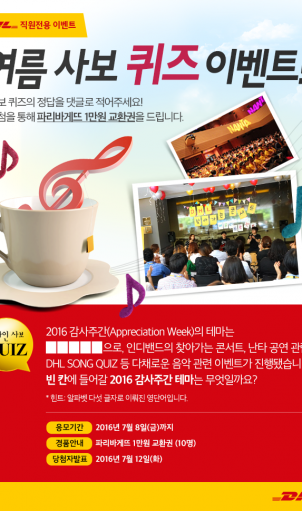 DHL 직원전용 이벤트
여름 사보 퀴즈 이벤트
보 퀴즈의 정답을 댓글로 적어주세요!
첨을 통해 파리바게뜨 1만원 교환권을 드립니다.
인 사보
QUIZ
2016 감사주간(Appreciation Week)의 테마는
으로, 인디밴드의 찾아가는 콘서트, 난타 공연 관
DHL SONG QUIZ 등 다채로운 음악 관련 이벤트가 진행됐습니
빈 칸에 들어갈 2016 감사주간 테마는 무엇일까요?
* 힌트: 알파벳 다섯 글자로 이뤄진 영단어입니다.
응모기간 2016년 7월 8일(금)까지
경품안내 파리바게뜨 1만원 교환권 (10명)
당첨자발표 2016년 7월 12일(화)